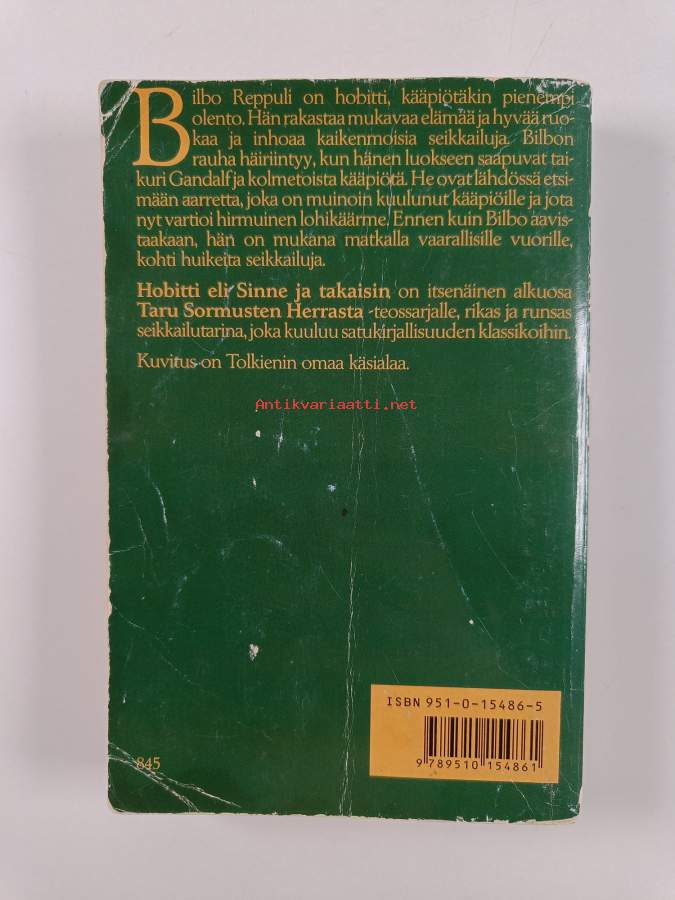 Bilbo Reppuli on hobitti, kääpiötäkin pienempi
olento. Hän rakastaa mukavaa elämää ja hyvää ruo-
kaa ja inhoaa kaikenmoisia seikkailuja. Bilbon
rauha häiriintyy, kun hänen luokseen saapuvat tai-
kuri Gandalf ja kolmetoista kääpiötä. He ovat lähdössä etsi-
mään aarretta, joka on muinoin kuulunut kääpiöille ja jota
nyt vartioi hirmuinen lohikäärme. Ennen kuin Bilbo aavis-
taakaan, hän on mukana matkalla vaarallisille vuorille,
kohti huikeita seikkailuja.
Hobitti eli Sinne ja takaisin on itsenäinen alkuosa
Taru Sormusten Herrasta -teossarjalle, rikas ja runsas
seikkailutarina, joka kuuluu satukirjallisuuden klassikoihin.
Kuvitus on Tolkienin omaa käsialaa.
Antikvariaatti.net
ISBN 951-0-15486-5
9 789510 154861
845